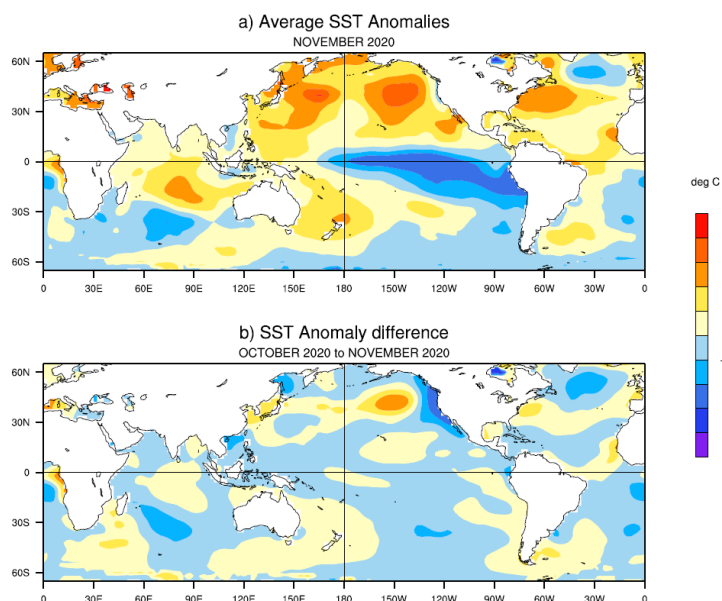 a) Average SST Anomalies
NOVEMBER 2020
60N
30N
0
30S
60S
0 30E 60E 90E 120E 150E 180 150W 120W 90W 60W 30W 0
deg C
b) SST Anomaly difference
OCTOBER 2020 to NOVEMBER 2020
60N
30N
0
30S
60S
0 30E 60E 90E 120E 150E 180 150W 120W 90W 60W 30W 0